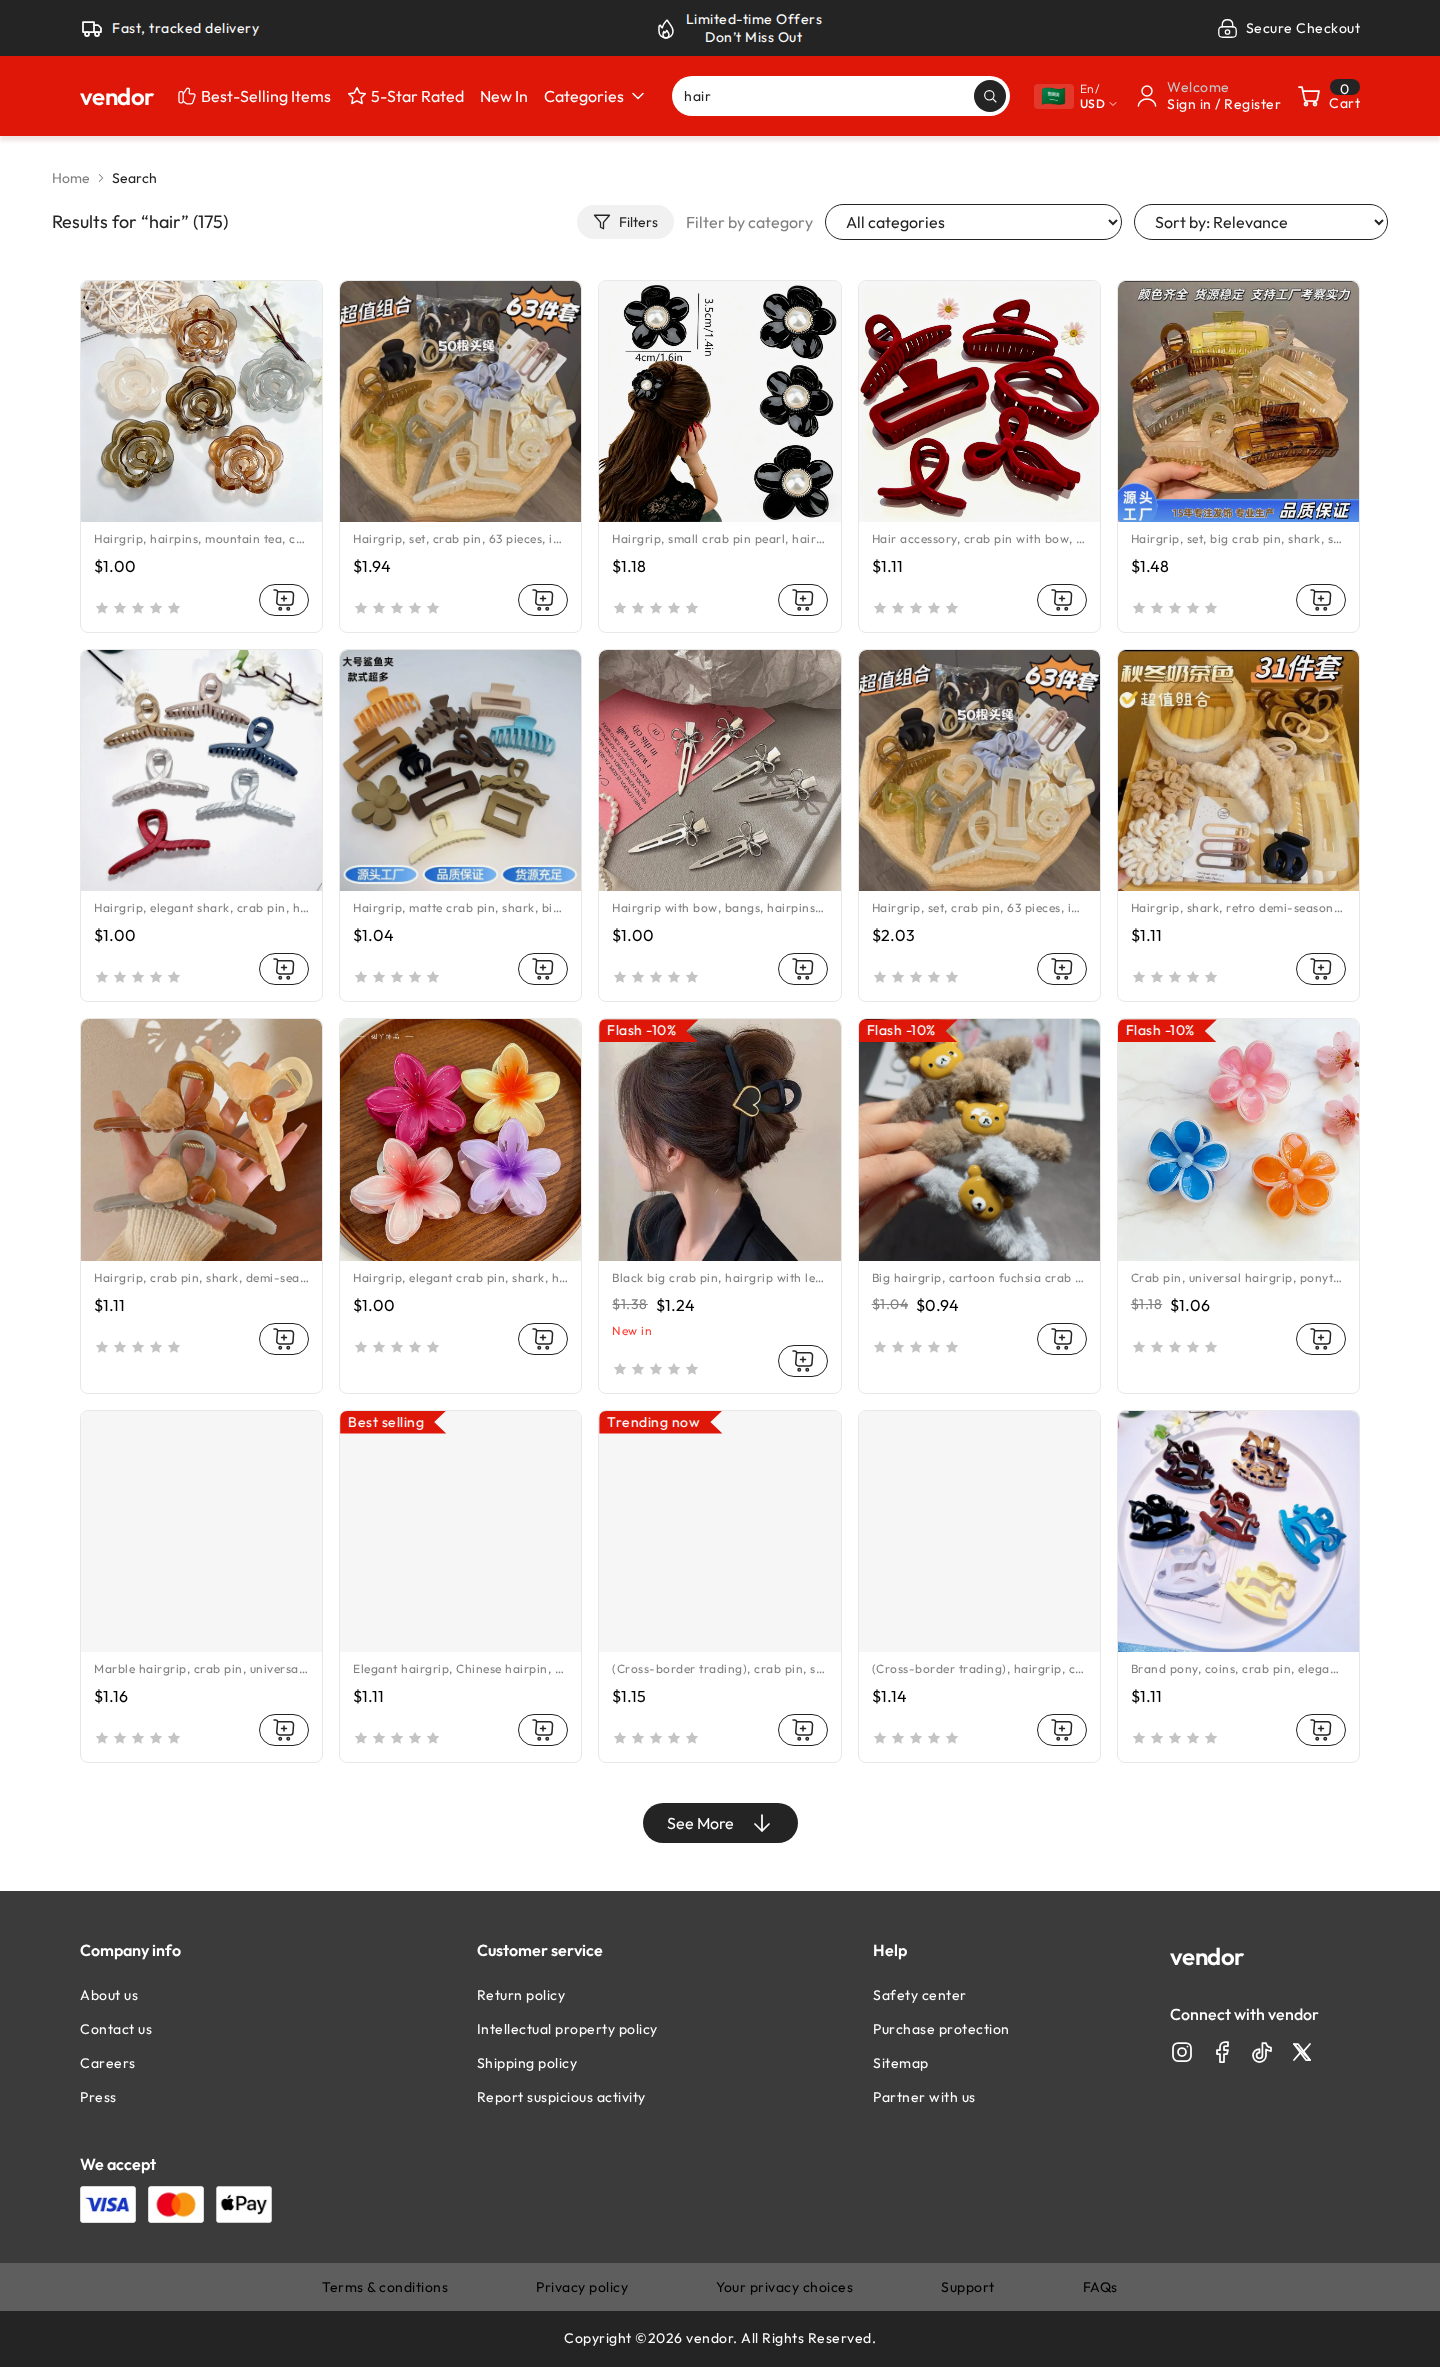 Fast, tracked delivery
Limited-time Offers
Don't Miss Out
Secure Checkout
vendor
Best-Selling Items
5-Star Rated
New In
Categories
hair
En/
USD
Welcome
Sign in / Register
0
Cart
Home
Search
Results for “hair” (175)
Filters
Filter by category
All categories
Sort by: Relevance
超值组合
63件套
50根头绳
3.5cm/1.4in
4cm/1.6in
颜色齐全 货源稳定 支持工厂考察实力
源头
工厂
15年专注发饰 专业生产
品质保证
Hairgrip, hairpins, mountain tea, c...
$1.00
Hairgrip, set, crab pin, 63 pieces, i...
$1.94
Hairgrip, small crab pin pearl, hair...
$1.18
Hair accessory, crab pin with bow, ...
$1.11
Hairgrip, set, big crab pin, shark, s...
$1.48
大号鲨鱼夹
款式超多
源头工厂
品质保证
货源充足
超值组合
63件套
50根头绳
秋冬奶茶色
31件套
超值组合
Hairgrip, elegant shark, crab pin, h...
$1.00
Hairgrip, matte crab pin, shark, bi...
$1.04
Hairgrip with bow, bangs, hairpins...
$1.00
Hairgrip, set, crab pin, 63 pieces, i...
$2.03
Hairgrip, shark, retro demi-season...
$1.11
Flash -10%
Flash -10%
Flash -10%
Hairgrip, crab pin, shark, demi-sea...
$1.11
Hairgrip, elegant crab pin, shark, h...
$1.00
Black big crab pin, hairgrip with le...
$1.38 $1.24
New in
Big hairgrip, cartoon fuchsia crab ...
$1.04 $0.94
Crab pin, universal hairgrip, ponyt...
$1.18 $1.06
Best selling
Trending now
Marble hairgrip, crab pin, universa...
$1.16
Elegant hairgrip, Chinese hairpin, ...
$1.11
(Cross-border trading), crab pin, s...
$1.15
(Cross-border trading), hairgrip, c...
$1.14
Brand pony, coins, crab pin, elega...
$1.11
See More
Company info
About us
Contact us
Careers
Press
Customer service
Return policy
Intellectual property policy
Shipping policy
Report suspicious activity
Help
Safety center
Purchase protection
Sitemap
Partner with us
vendor
Connect with vendor
We accept
VISA
Apple Pay
Terms & conditions
Privacy policy
Your privacy choices
Support
FAQs
Copyright ©2026 vendor. All Rights Reserved.